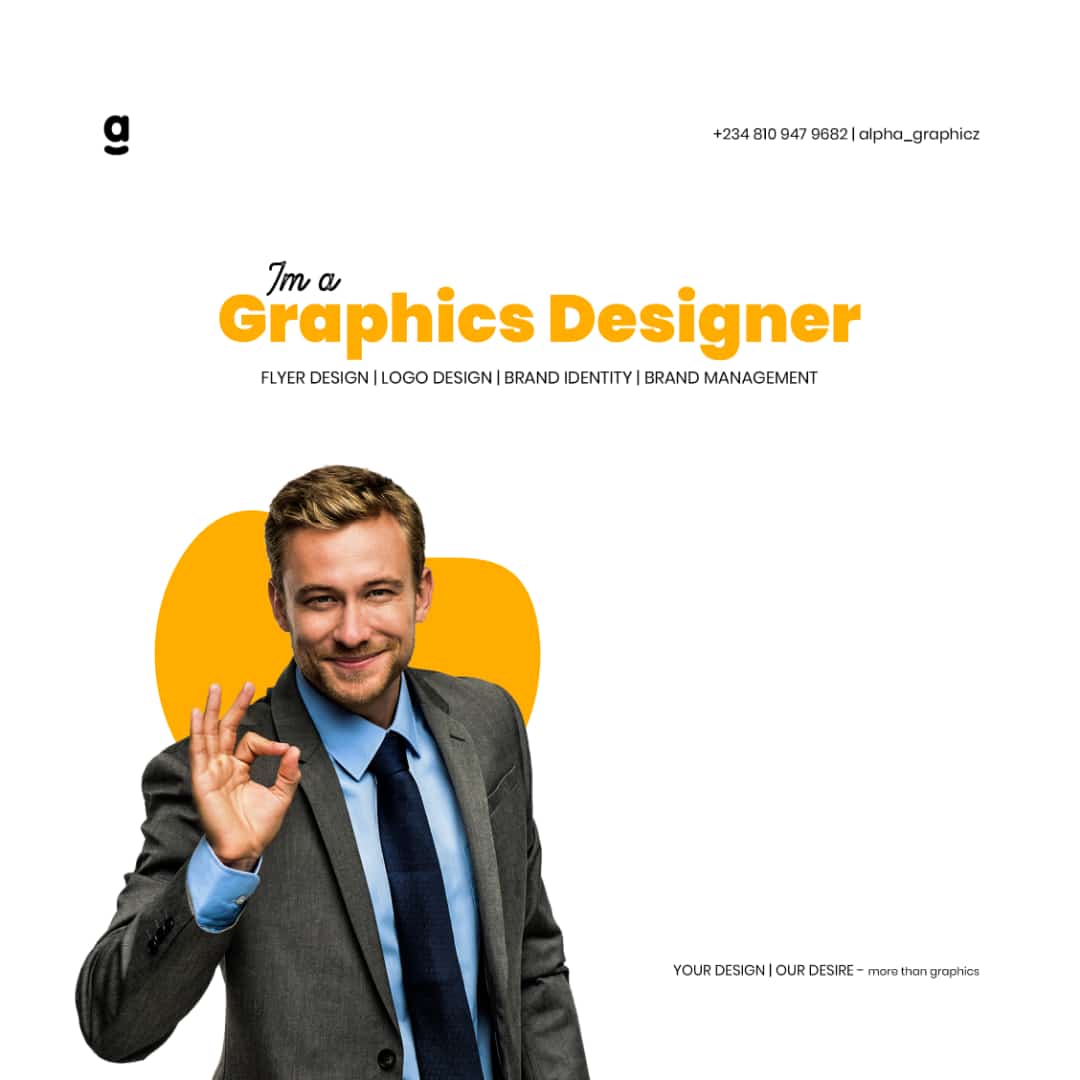 a
+234 810 947 9682 | alpha_graphicz
I'm a
Graphics Designer
FLYER DESIGN | LOGO DESIGN | BRAND IDENTITY | BRAND MANAGEMENT
YOUR DESIGN | OUR DESIRE - more than graphics